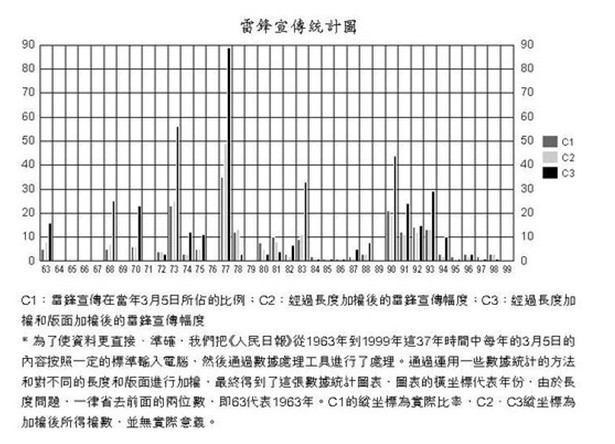 雷鋒宣傳統計圖
90 90
80 80
70 70
60 60
50 50
40 40
30 30
20 20
10 10
0 0
C1
C2
C3
63 64 65 66 67 68 69 70 71 72 73 74 75 76 77 78 79 80 81 82 83 84 85 86 87 88 89 90 91 92 93 94 95 96 97 98 99
C1：雷鋒宣傳在當年3月5日所佔的比例；C2：經過長度加權後的雷鋒宣傳幅度；C3：經過長度加
權和版面加權後的雷鋒宣傳幅度
* 為了使資料更直接、準確，我們把《人民日報》從1963年到1999年這37年時間中每年的3月5日的
內容按照一定的標準輸入電腦，然後通過數據處理工具進行了處理。通過運用一些數據統計的方法
和對不同的長度和版面進行加權，最終得到了這張數據統計圖表，圖表的橫坐標代表年份，由於長
度問題，一律省去前面的兩位數，即63代表1963年。C1的縱坐標為實際比率，C2、C3縱坐標為
加權後所得權數，並無實際意義。